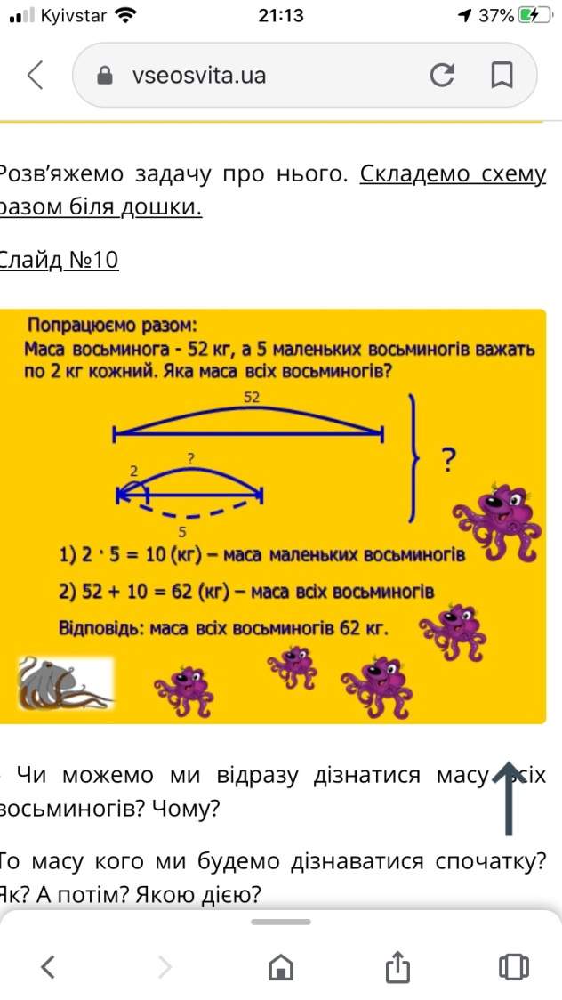 Kyivstar 21:13 37%
vseosvita.ua
Розв’яжемо задачу про нього. Складемо схему
разом біля дошки.
Слайд №10
Попрацюємо разом:
Маса восьминога - 52 кг, а 5 маленьких восьминогів важать
по 2 кг кожний. Яка маса всіх восьминогів?
52
?
2
?
5
1) 2 · 5 = 10 (кг) – маса маленьких восьминогів
2) 52 + 10 = 62 (кг) – маса всіх восьминогів
Відповідь: маса всіх восьминогів 62 кг.
- Чи можемо ми відразу дізнатися масу всіх
восьминогів? Чому?
То масу кого ми будемо дізнаватися спочатку?
Як? А потім? Якою дією?